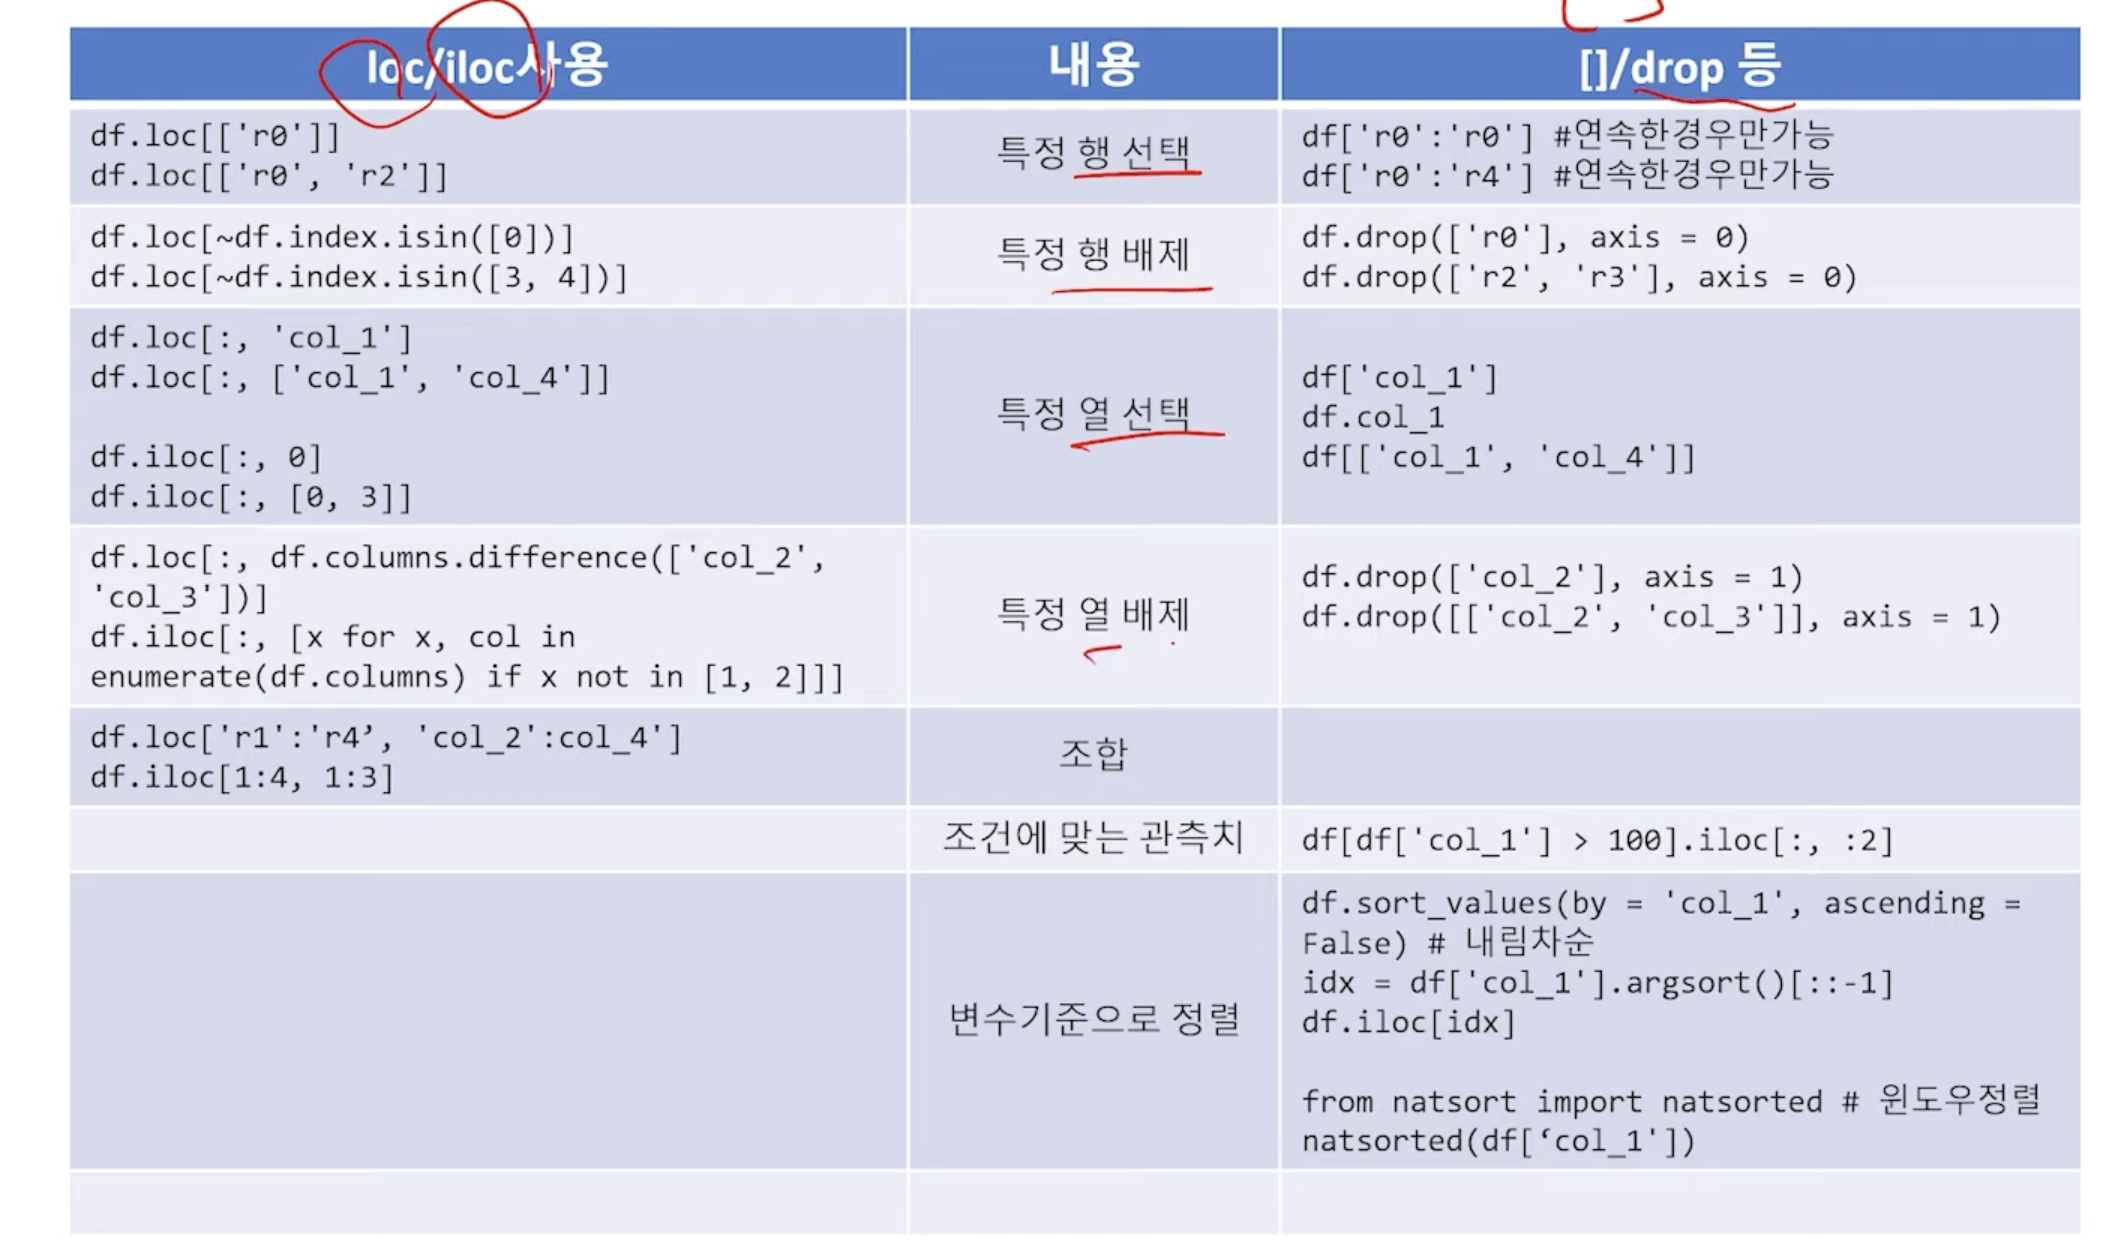 loc/iloc사용
내용
[]/drop 등
df.loc[['r0']]
df.loc[['r0', 'r2']]
특정 행 선택
df['r0':'r0'] #연속한경우만가능
df['r0':'r4'] #연속한경우만가능
df.loc[~df.index.isin([0])]
df.loc[~df.index.isin([3, 4])]
특정 행 배제
df.drop(['r0'], axis = 0)
df.drop(['r2', 'r3'], axis = 0)
df.loc[:, 'col_1']
df.loc[:, ['col_1', 'col_4']]
df.iloc[:, 0]
df.iloc[:, [0, 3]]
특정 열 선택
df['col_1']
df.col_1
df[['col_1', 'col_4']]
df.loc[:, df.columns.difference(['col_2',
'col_3'])]
df.iloc[:, [x for x, col in
enumerate(df.columns) if x not in [1, 2]]]
특정 열 배제
df.drop(['col_2'], axis = 1)
df.drop([['col_2', 'col_3']], axis = 1)
df.loc['r1':'r4’, 'col_2':col_4']
df.iloc[1:4, 1:3]
조합
조건에 맞는 관측치
df[df['col_1'] > 100].iloc[:, :2]
변수기준으로 정렬
df.sort_values(by = 'col_1', ascending =
False) # 내림차순
idx = df['col_1'].argsort()[::-1]
df.iloc[idx]
from natsort import natsorted # 윈도우정렬
natsorted(df[‘col_1'])